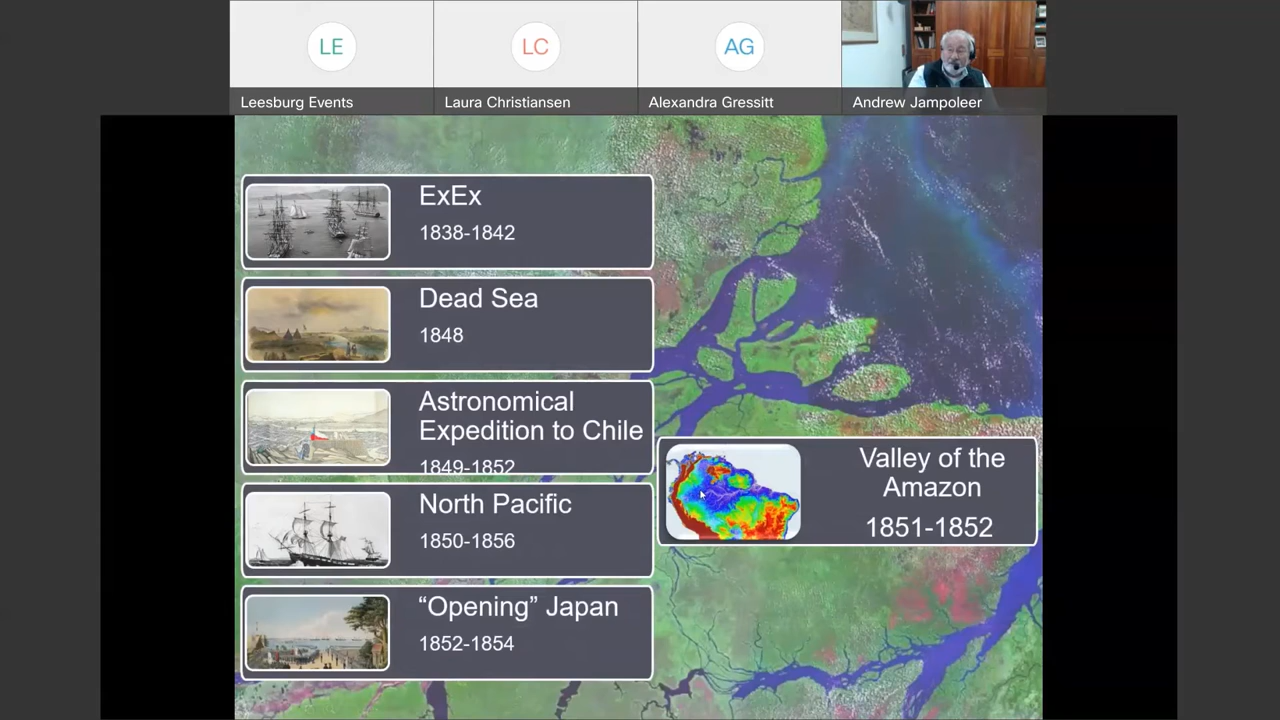 LE
LC
AG
Leesburg Events
Laura Christiansen
Alexandra Gressitt
Andrew Jampoleer
ExEx
1838-1842
Dead Sea
1848
Astronomical
Expedition to Chile
1849-1852
North Pacific
1850-1856
“Opening” Japan
1852-1854
Valley of the
Amazon
1851-1852